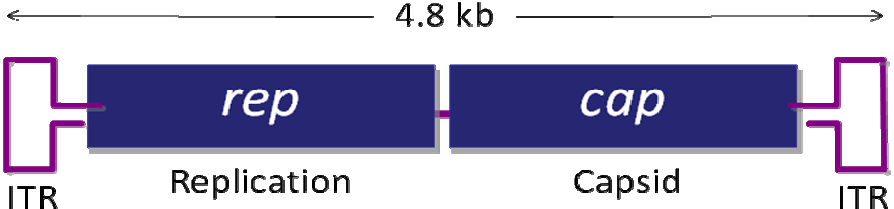 4.8 kb
rep cap
Replication Capsid
ITR ITR